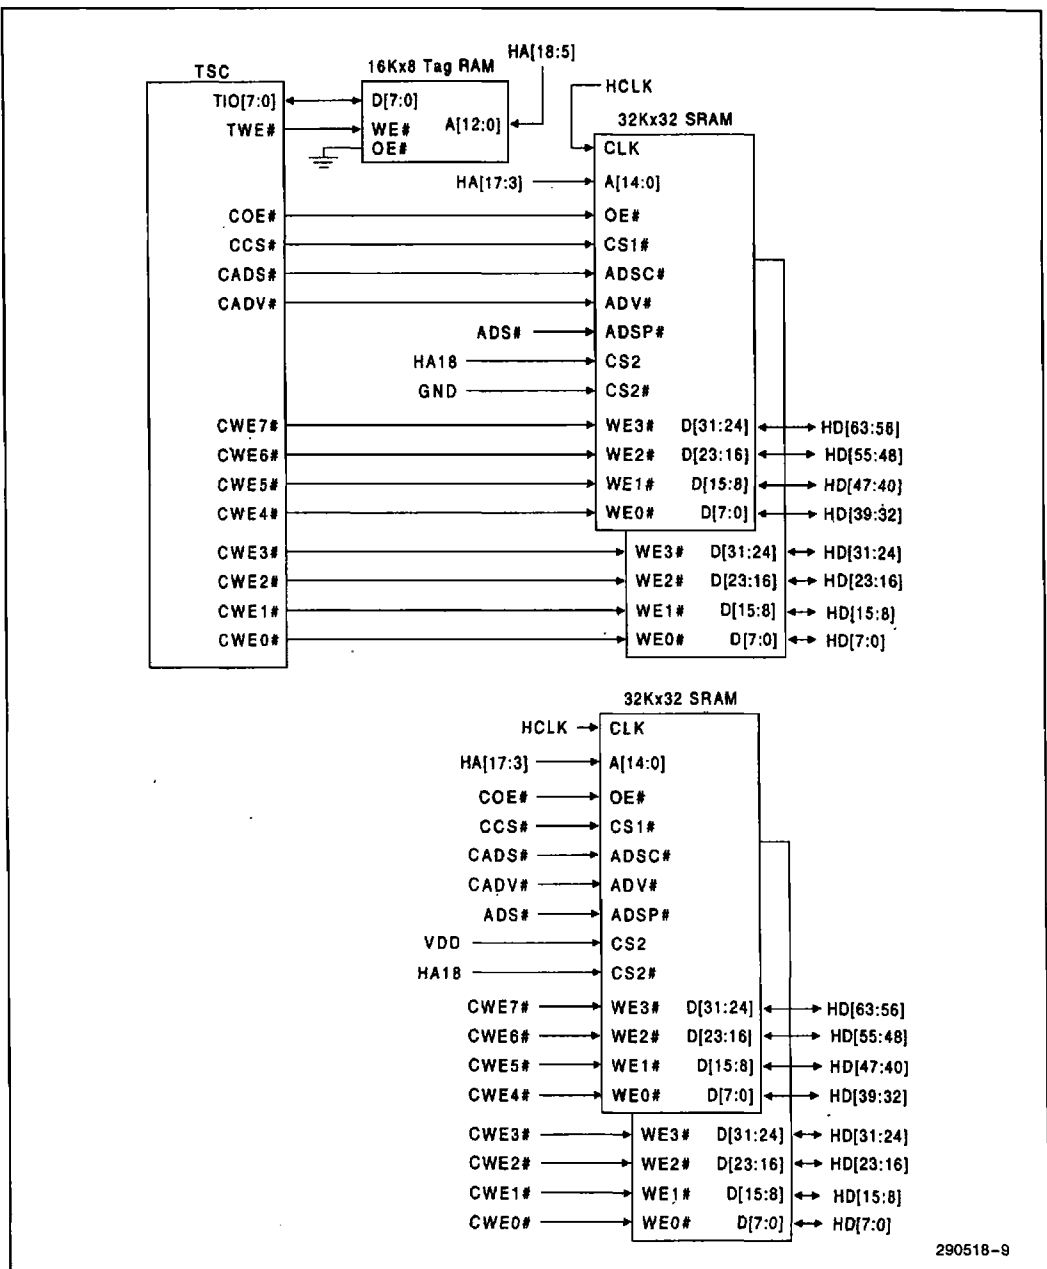 HA[18:5]
TSC 16Kx8 Tag RAM
TIO[7:0] D[7:0] HCLK
TWE# WE# A[12:0] 32Kx32 SRAM
OE# CLK
HA[17:3] A[14:0]
COE# OE#
CCS# CS1#
CADS# ADSC#
CADV# ADV#
ADS# ADSP#
HA18 CS2
GND CS2#
CWE7# WE3# D[31:24] HD[63:56]
CWE6# WE2# D[23:16] HD[55:48]
CWE5# WE1# D[15:8] HD[47:40]
CWE4# WE0# D[7:0] HD[39:32]
CWE3# WE3# D[31:24] HD[31:24]
CWE2# WE2# D[23:16] HD[23:16]
CWE1# WE1# D[15:8] HD[15:8]
CWE0# WE0# D[7:0] HD[7:0]
32Kx32 SRAM
HCLK CLK
HA[17:3] A[14:0]
COE# OE#
CCS# CS1#
CADS# ADSC#
CADV# ADV#
ADS# ADSP#
VDD CS2
HA18 CS2#
CWE7# WE3# D[31:24] HD[63:56]
CWE6# WE2# D[23:16] HD[55:48]
CWE5# WE1# D[15:8] HD[47:40]
CWE4# WE0# D[7:0] HD[39:32]
CWE3# WE3# D[31:24] HD[31:24]
CWE2# WE2# D[23:16] HD[23:16]
CWE1# WE1# D[15:8] HD[15:8]
CWE0# WE0# D[7:0] HD[7:0]
290518-9